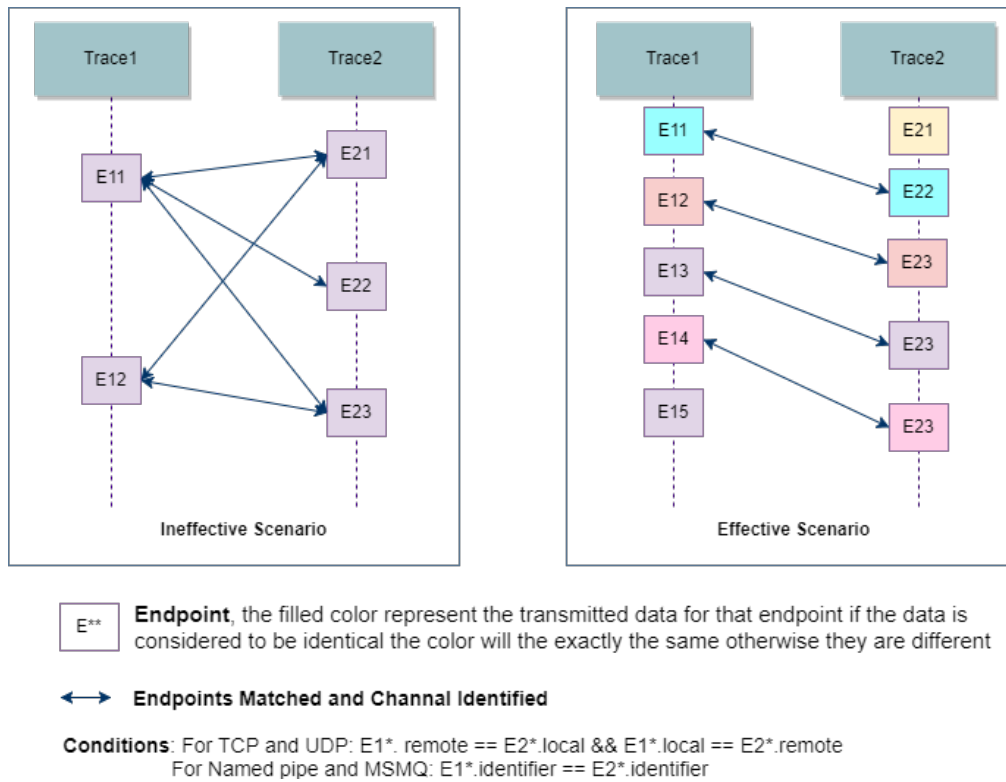 Trace1
Trace2
E11
E21
E22
E12
E23
Ineffective Scenario
Trace1
Trace2
E11
E21
E12
E22
E13
E23
E14
E23
E15
E23
Effective Scenario
E**
Endpoint, the filled color represent the transmitted data for that endpoint if the data is
considered to be identical the color will the exactly the same otherwise they are different
Endpoints Matched and Channal Identified
Conditions: For TCP and UDP: E1*. remote == E2*.local && E1*.local == E2*.remote
For Named pipe and MSMQ: E1*.identifier == E2*.identifier